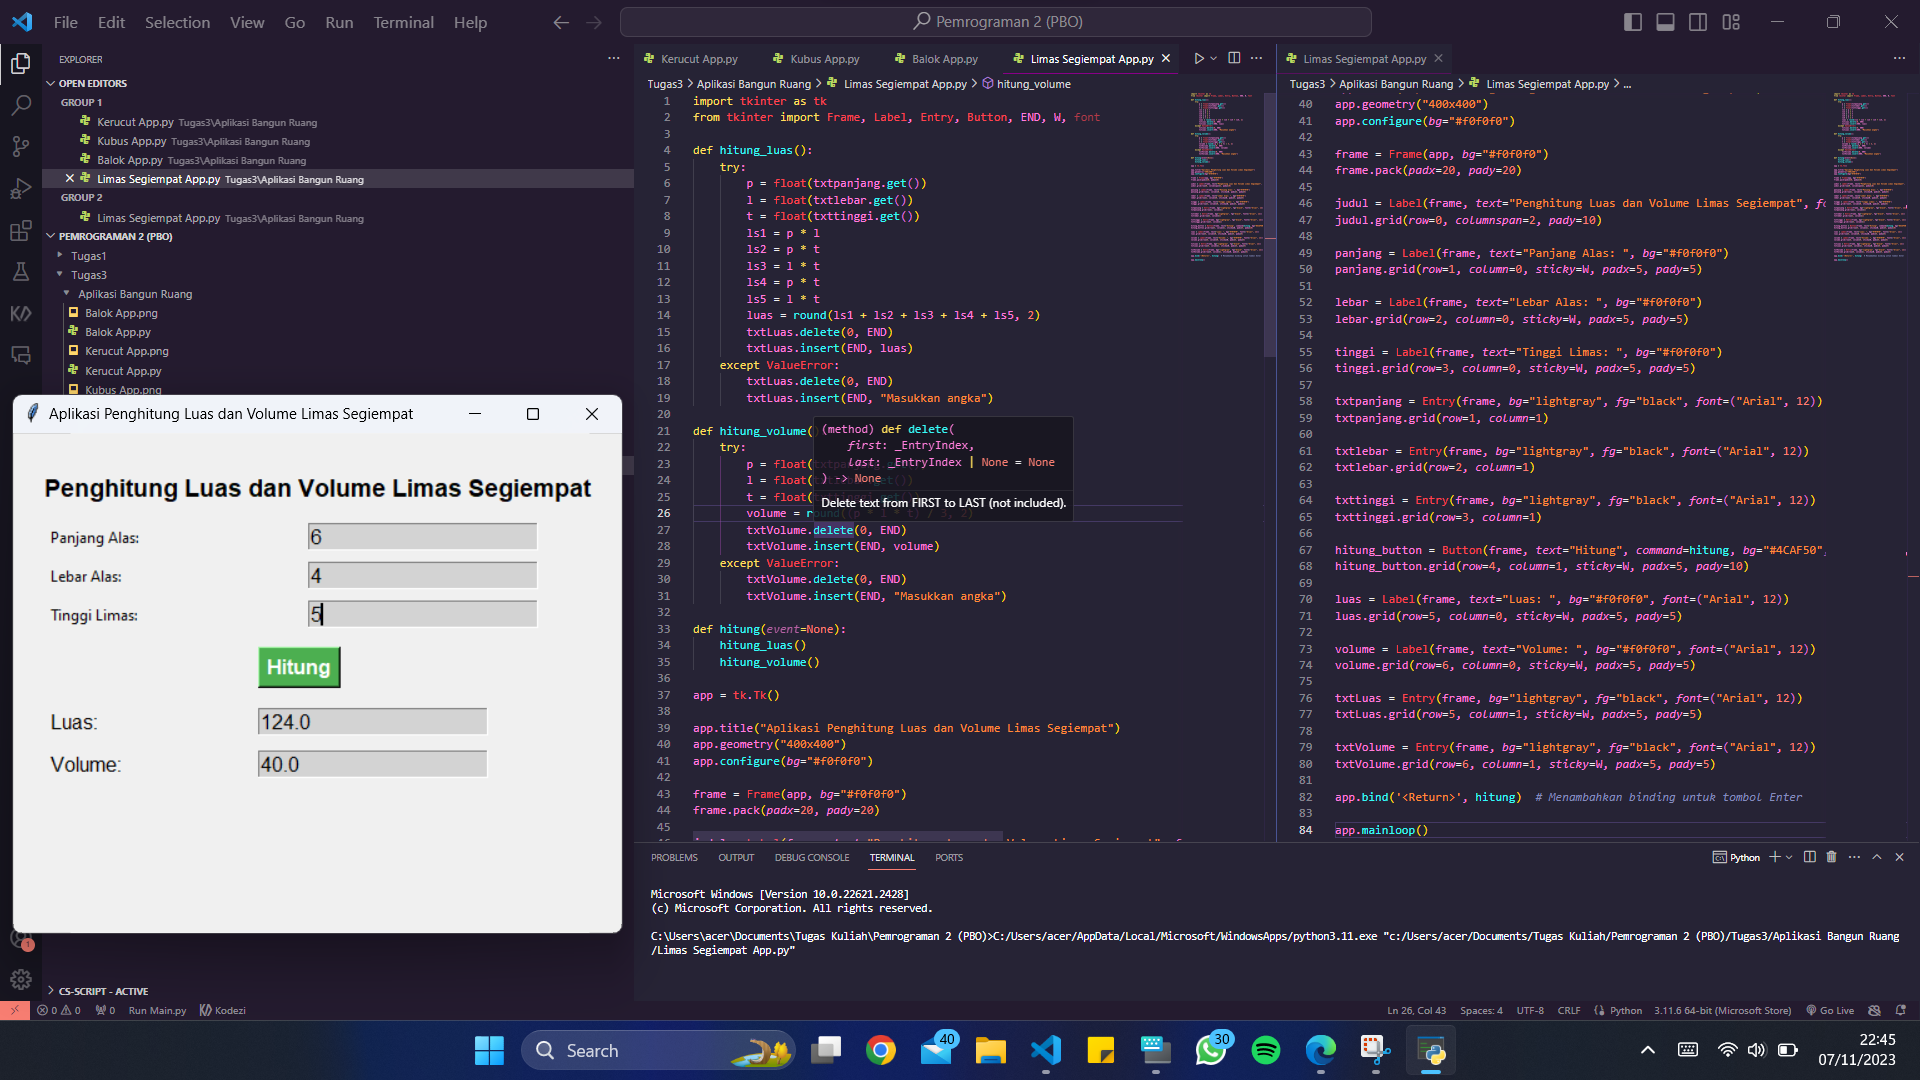 File Edit Selection View Go Run Terminal Help
Pemrograman 2 (PBO)
EXPLORER
OPEN EDITORS
GROUP 1
Kerucut App.py Tugas3\Aplikasi Bangun Ruang
Kubus App.py Tugas3\Aplikasi Bangun Ruang
Balok App.py Tugas3\Aplikasi Bangun Ruang
Limas Segiempat App.py Tugas3\Aplikasi Bangun Ruang
GROUP 2
Limas Segiempat App.py Tugas3\Aplikasi Bangun Ruang
PEMROGRAMAN 2 (PBO)
Tugas1
Tugas3
Aplikasi Bangun Ruang
Balok App.png
Balok App.py
Kerucut App.png
Kerucut App.py
Kubus App.png
Aplikasi Penghitung Luas dan Volume Limas Segiempat
Penghitung Luas dan Volume Limas Segiempat
Panjang Alas: 6
Lebar Alas: 4
Tinggi Limas: 5
Hitung
Luas: 124.0
Volume: 40.0
CS-SCRIPT - ACTIVE
Kerucut App.py Kubus App.py Balok App.py Limas Segiempat App.py
Tugas3 > Aplikasi Bangun Ruang > Limas Segiempat App.py > hitung_volume
1 import tkinter as tk
2 from tkinter import Frame, Label, Entry, Button, END, W, font
3
4 def hitung_luas():
5 try:
6 p = float(txtpanjang.get())
7 l = float(txtlebar.get())
8 t = float(txttinggi.get())
9 ls1 = p * l
10 ls2 = p * t
11 ls3 = l * t
12 ls4 = p * t
13 ls5 = l * t
14 luas = round(ls1 + ls2 + ls3 + ls4 + ls5, 2)
15 txtLuas.delete(0, END)
16 txtLuas.insert(END, luas)
17 except ValueError:
18 txtLuas.delete(0, END)
19 txtLuas.insert(END, "Masukkan angka")
20
21 def hitung_volume(
22 try:
23 p = float(
24 l = float(
25 t = float(
26 volume = r
27 txtVolume.delete(0, END)
28 txtVolume.insert(END, volume)
29 except ValueError:
30 txtVolume.delete(0, END)
31 txtVolume.insert(END, "Masukkan angka")
32
33 def hitung(event=None):
34 hitung_luas()
35 hitung_volume()
36
37 app = tk.Tk()
38
39 app.title("Aplikasi Penghitung Luas dan Volume Limas Segiempat")
40 app.geometry("400x400")
41 app.configure(bg="#f0f0f0")
42
43 frame = Frame(app, bg="#f0f0f0")
44 frame.pack(padx=20, pady=20)
45
(method) def delete(
first: _EntryIndex,
last: _EntryIndex | None = None
) -> None
Delete text from FIRST to LAST (not included).
Limas Segiempat App.py
Tugas3 > Aplikasi Bangun Ruang > Limas Segiempat App.py > ...
40 app.geometry("400x400")
41 app.configure(bg="#f0f0f0")
42
43 frame = Frame(app, bg="#f0f0f0")
44 frame.pack(padx=20, pady=20)
45
46 judul = Label(frame, text="Penghitung Luas dan Volume Limas Segiempat", fo
47 judul.grid(row=0, columnspan=2, pady=10)
48
49 panjang = Label(frame, text="Panjang Alas: ", bg="#f0f0f0")
50 panjang.grid(row=1, column=0, sticky=W, padx=5, pady=5)
51
52 lebar = Label(frame, text="Lebar Alas: ", bg="#f0f0f0")
53 lebar.grid(row=2, column=0, sticky=W, padx=5, pady=5)
54
55 tinggi = Label(frame, text="Tinggi Limas: ", bg="#f0f0f0")
56 tinggi.grid(row=3, column=0, sticky=W, padx=5, pady=5)
57
58 txtpanjang = Entry(frame, bg="lightgray", fg="black", font=("Arial", 12))
59 txtpanjang.grid(row=1, column=1)
60
61 txtlebar = Entry(frame, bg="lightgray", fg="black", font=("Arial", 12))
62 txtlebar.grid(row=2, column=1)
63
64 txttinggi = Entry(frame, bg="lightgray", fg="black", font=("Arial", 12))
65 txttinggi.grid(row=3, column=1)
66
67 hitung_button = Button(frame, text="Hitung", command=hitung, bg="#4CAF50",
68 hitung_button.grid(row=4, column=1, sticky=W, padx=5, pady=10)
69
70 luas = Label(frame, text="Luas: ", bg="#f0f0f0", font=("Arial", 12))
71 luas.grid(row=5, column=0, sticky=W, padx=5, pady=5)
72
73 volume = Label(frame, text="Volume: ", bg="#f0f0f0", font=("Arial", 12))
74 volume.grid(row=6, column=0, sticky=W, padx=5, pady=5)
75
76 txtLuas = Entry(frame, bg="lightgray", fg="black", font=("Arial", 12))
77 txtLuas.grid(row=5, column=1, sticky=W, padx=5, pady=5)
78
79 txtVolume = Entry(frame, bg="lightgray", fg="black", font=("Arial", 12))
80 txtVolume.grid(row=6, column=1, sticky=W, padx=5, pady=5)
81
82 app.bind('<Return>', hitung) # Menambahkan binding untuk tombol Enter
83
84 app.mainloop()
PROBLEMS OUTPUT DEBUG CONSOLE TERMINAL PORTS
Python
Microsoft Windows [Version 10.0.22621.2428]
(c) Microsoft Corporation. All rights reserved.
C:\Users\acer\Documents\Tugas Kuliah\Pemrograman 2 (PBO)>C:/Users/acer/AppData/Local/Microsoft/WindowsApps/python3.11.exe "c:/Users/acer/Documents/Tugas Kuliah/Pemrograman 2 (PBO)/Tugas3/Aplikasi Bangun Ruang
/Limas Segiempat App.py"
0 0 0 Run Main.py Kodezi
Ln 26, Col 43 Spaces: 4 UTF-8 CRLF Python 3.11.6 64-bit (Microsoft Store) Go Live
Search
40
30
22:45
07/11/2023